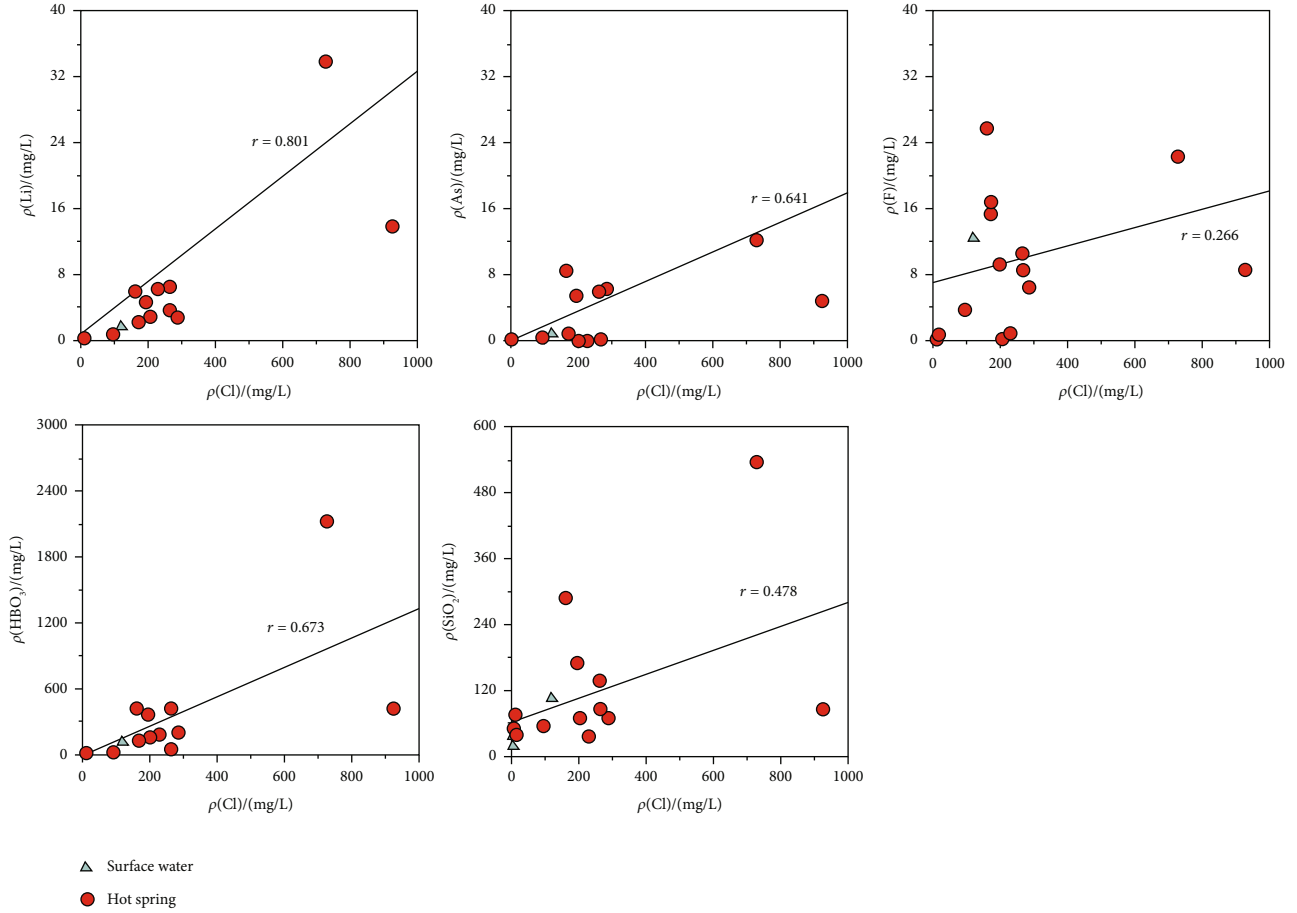 40
32
24
16
8
0
ρ(Li)/(mg/L)
r = 0.801
0 200 400 600 800 1000
ρ(Cl)/(mg/L)
40
32
24
16
8
0
ρ(As)/(mg/L)
r = 0.641
0 200 400 600 800 1000
ρ(Cl)/(mg/L)
40
32
24
16
8
0
ρ(F)/(mg/L)
r = 0.266
0 200 400 600 800 1000
ρ(Cl)/(mg/L)
3000
2400
1800
1200
600
0
ρ(HBO₃)/(mg/L)
r = 0.673
0 200 400 600 800 1000
ρ(Cl)/(mg/L)
600
480
360
240
120
0
ρ(SiO₂)/(mg/L)
r = 0.478
0 200 400 600 800 1000
ρ(Cl)/(mg/L)
Surface water
Hot spring